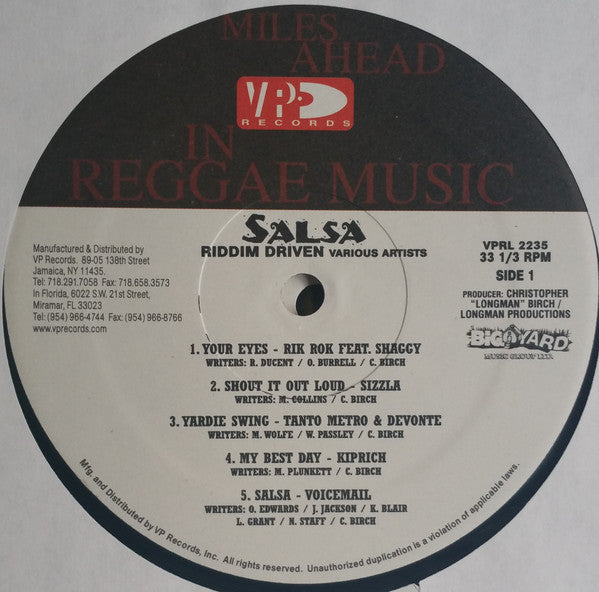 MILES
AHEAD
VP
RECORDS
IN
REGGAE MUSIC
SALSA
RIDDIM DRIVEN VARIOUS ARTISTS
Manufactured & Distributed by
VP Records. 89-05 138th Street
Jamaica, NY 11435.
Tel: 718.291.7058 Fax: 718.658.3573
In Florida, 6022 S.W. 21st Street,
Miramar, FL 33023
Tel: (954) 966-4744 Fax: (954) 966-8766
www.vprecords.com
VPRL 2235
33 1/3 RPM
SIDE 1
PRODUCER: CHRISTOPHER
"LONGMAN" BIRCH /
LONGMAN PRODUCTIONS
BIG YARD
MUSIC GROUP LTD.
1. YOUR EYES - RIK ROK FEAT. SHAGGY
WRITERS: R. DUCENT / O. BURRELL / C. BIRCH
2. SHOUT IT OUT LOUD - SIZZLA
WRITERS: M. COLLINS / C. BIRCH
3. YARDIE SWING - TANTO METRO & DEVONTE
WRITERS: M. WOLFE / W. PASSLEY / C. BIRCH
4. MY BEST DAY - KIPRICH
WRITERS: M. PLUNKETT / C. BIRCH
5. SALSA - VOICEMAIL
WRITERS: O. EDWARDS / J. JACKSON / K. BLAIR
L. GRANT / N. STAFF / C. BIRCH
Mfg. and Distributed by VP Records, Inc. All rights reserved. Unauthorized duplication is a violation of applicable laws.